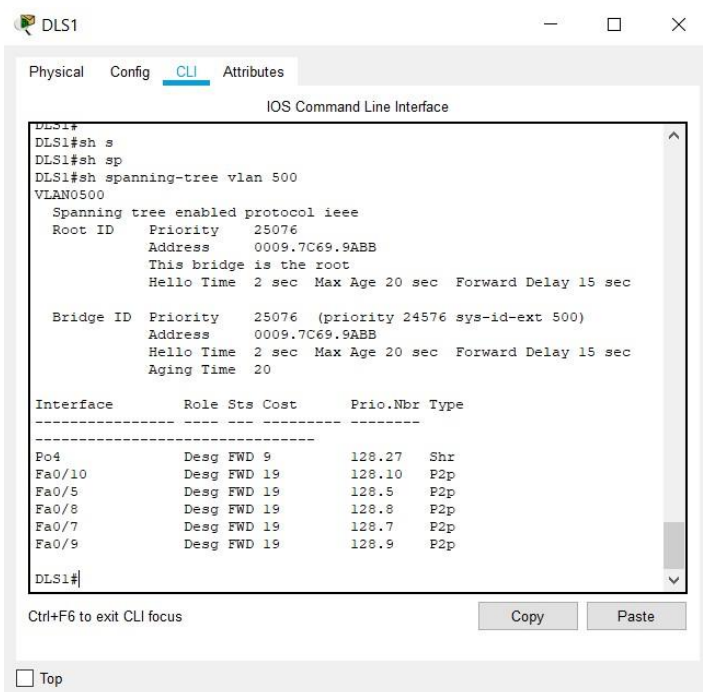 DLS1
Physical Config CLI Attributes
IOS Command Line Interface
DLS1#
DLS1#sh s
DLS1#sh sp
DLS1#sh spanning-tree vlan 500
VLAN0500
  Spanning tree enabled protocol ieee
  Root ID    Priority    25076
             Address     0009.7C69.9ABB
             This bridge is the root
             Hello Time  2 sec  Max Age 20 sec  Forward Delay 15 sec
  Bridge ID  Priority    25076  (priority 24576 sys-id-ext 500)
             Address     0009.7C69.9ABB
             Hello Time  2 sec  Max Age 20 sec  Forward Delay 15 sec
             Aging Time  20
Interface        Role Sts Cost      Prio.Nbr Type
---------------- ---- --- --------- --------
--------------------------------
Po4              Desg FWD 9         128.27   Shr
Fa0/10           Desg FWD 19        128.10   P2p
Fa0/5            Desg FWD 19        128.5    P2p
Fa0/8            Desg FWD 19        128.8    P2p
Fa0/7            Desg FWD 19        128.7    P2p
Fa0/9            Desg FWD 19        128.9    P2p
DLS1#
Ctrl+F6 to exit CLI focus Copy Paste
Top